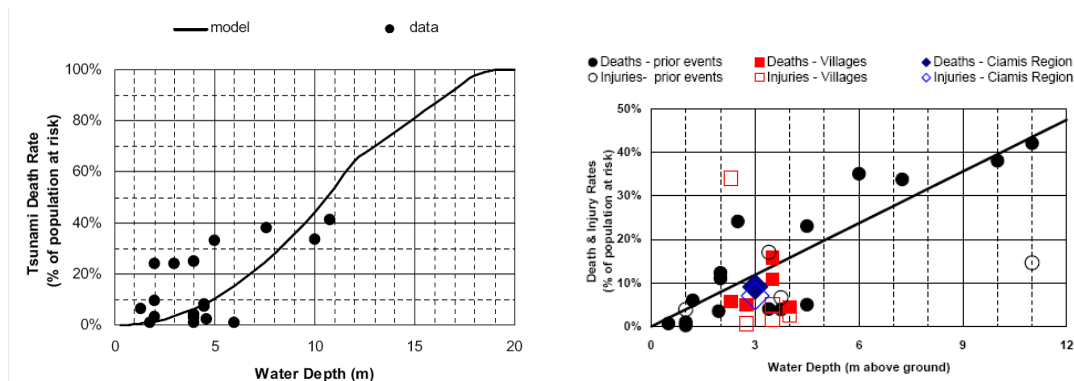 model data
100%
80%
60%
40%
20%
0%
Tsunami Death Rate
(% of population at risk)
0 5 10 15 20
Water Depth (m)
Deaths - prior events Deaths - Villages Deaths - Ciamis Region
Injuries- prior events Injuries- Villages Injuries - Ciamis Region
50%
40%
30%
20%
10%
0%
Death & Injury Rates
(% of population at risk)
0 3 6 9 12
Water Depth (m above ground)